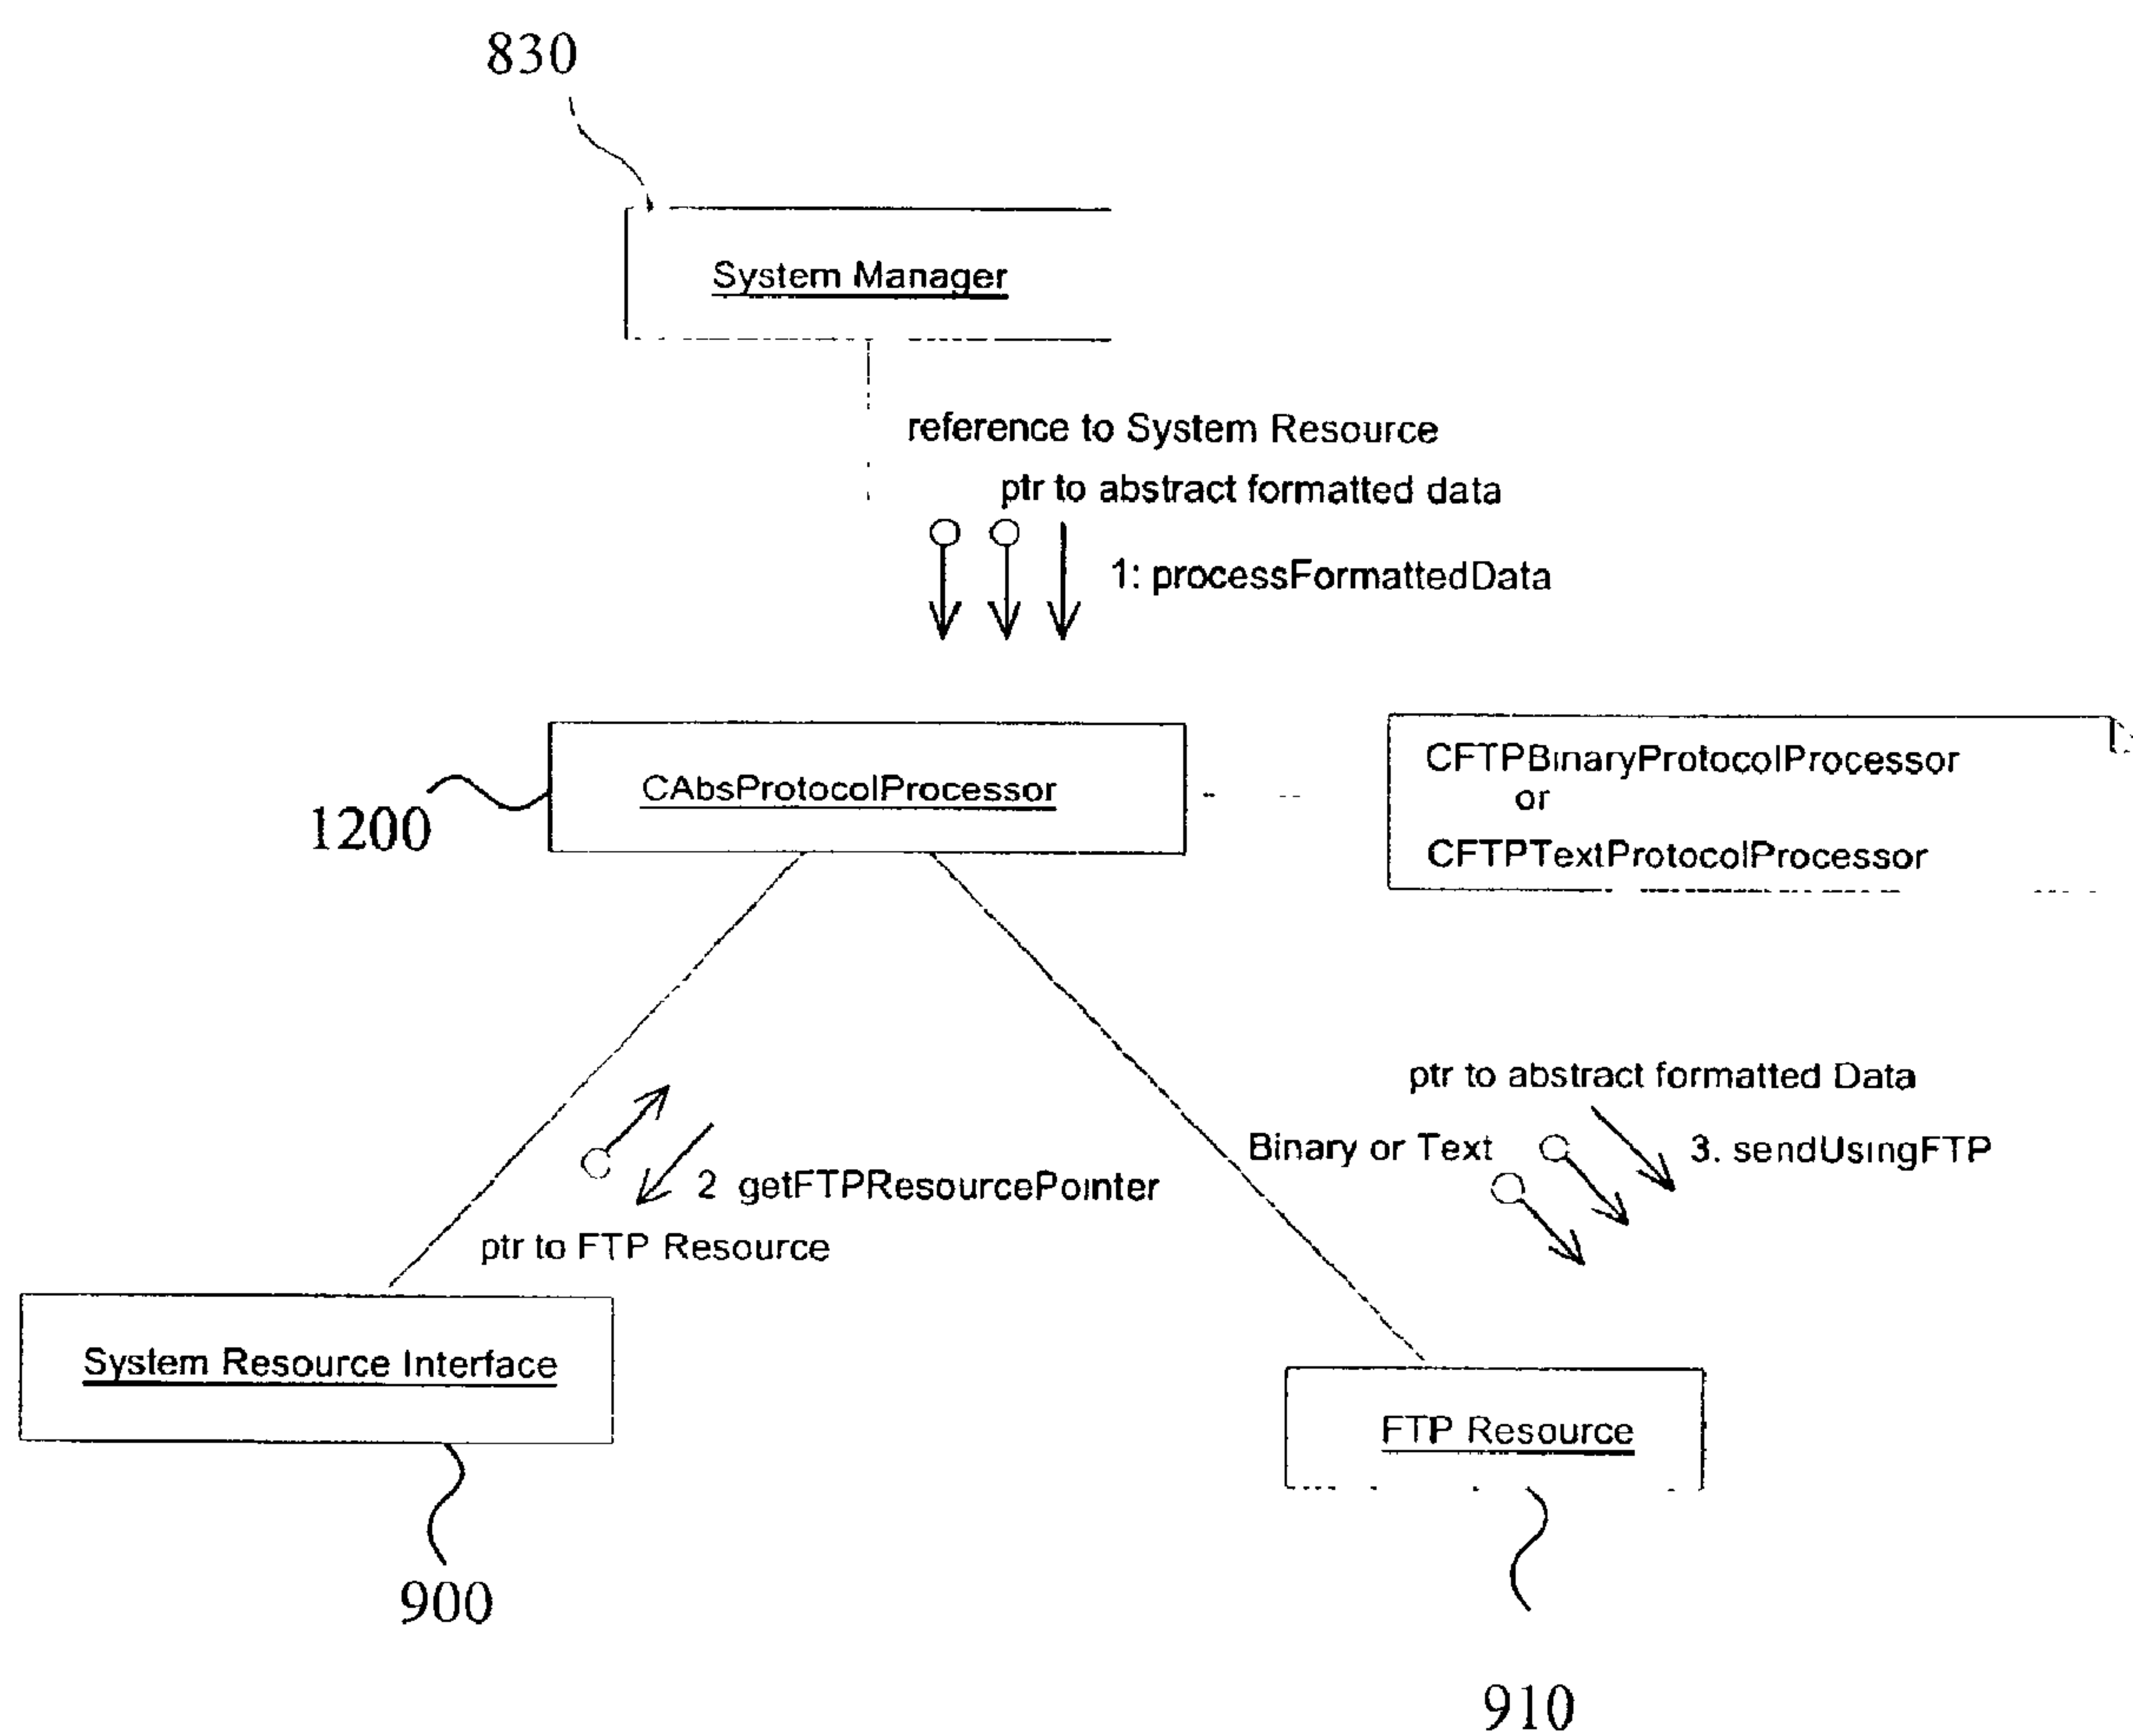 830
System Manager
reference to System Resource
ptr to abstract formatted data
1: processFormattedData
CAbsProtocolProcessor
1200
CFTPBinaryProtocolProcessor
or
CFTPTextProtocolProcessor
ptr to abstract formatted Data
Binary or Text
3. sendUsingFTP
2 getFTPResourcePointer
ptr to FTP Resource
System Resource Interface
FTP Resource
900
910